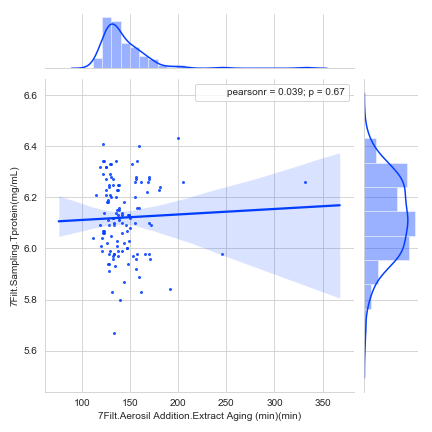 pearsonr = 0.039; p = 0.67
6.6
6.4
6.2
6.0
5.8
5.6
7Filt.Sampling.Tprotein(mg/mL)
100 150 200 250 300 350
7Filt.Aerosil Addition.Extract Aging (min)(min)